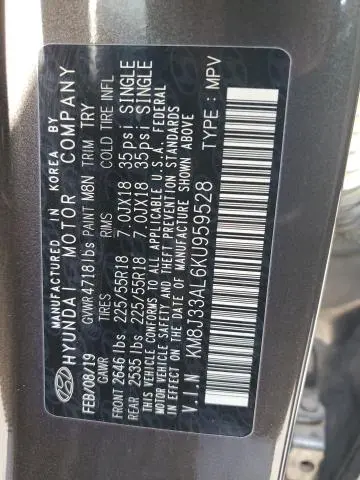 MANUFACTURED IN KOREA BY
HYUNDAI MOTOR COMPANY
FEB/08/19 GVWR 4718 lbs PAINT M8N TRIM TRY
GAWR TIRES RIMS COLD TIRE INFL
FRONT 2646 lbs 225/55R18 7.0JX18 35psi SINGLE
REAR 2535 lbs 225/55R18 7.0JX18 35psi SINGLE
THIS VEHICLE CONFORMS TO ALL APPLICABLE U.S.A. FEDERAL
MOTOR VEHICLE SAFETY AND THEFT PREVENTION STANDARDS
IN EFFECT ON THE DATE OF MANUFACTURE SHOWN ABOVE
V.I.N : KM8J33AL6KU959528 TYPE : MPV